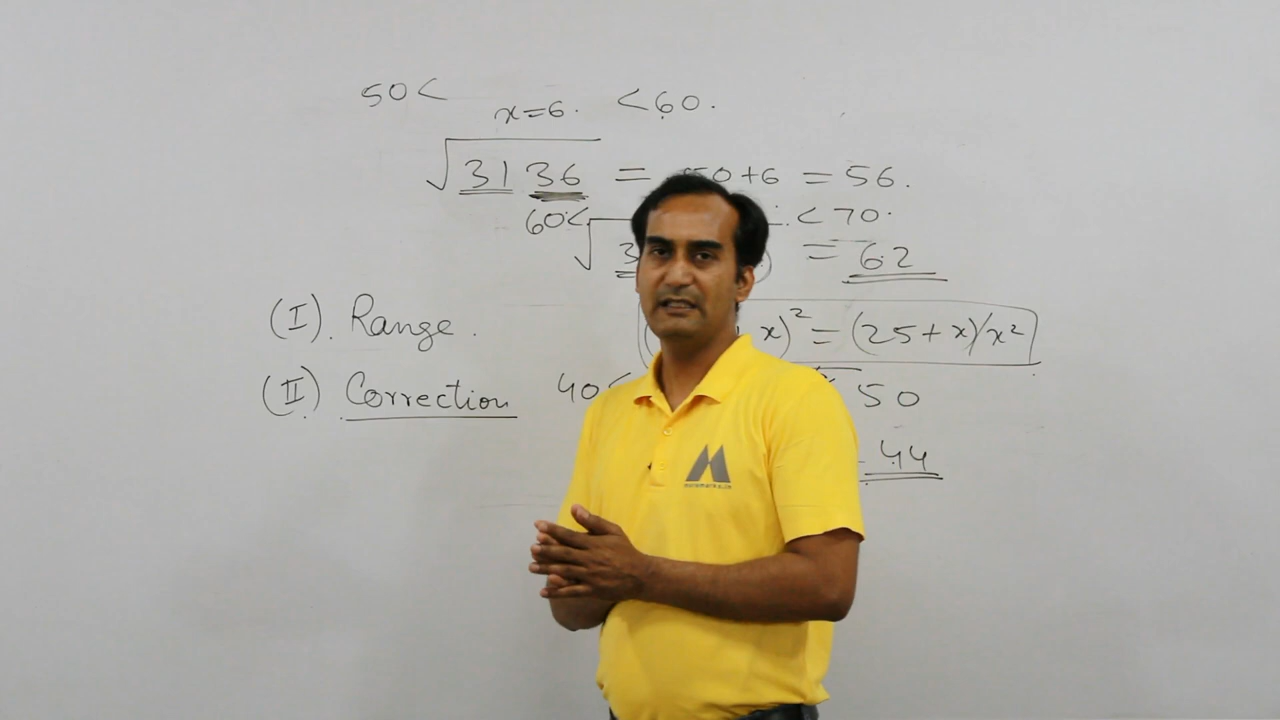 50< x=6. <60.
√3136 = 50+6 = 56.
60< √3 .<70.
= 62
(I). Range. x)² = (25+x)/x²
(II) Correction 40< 50
44